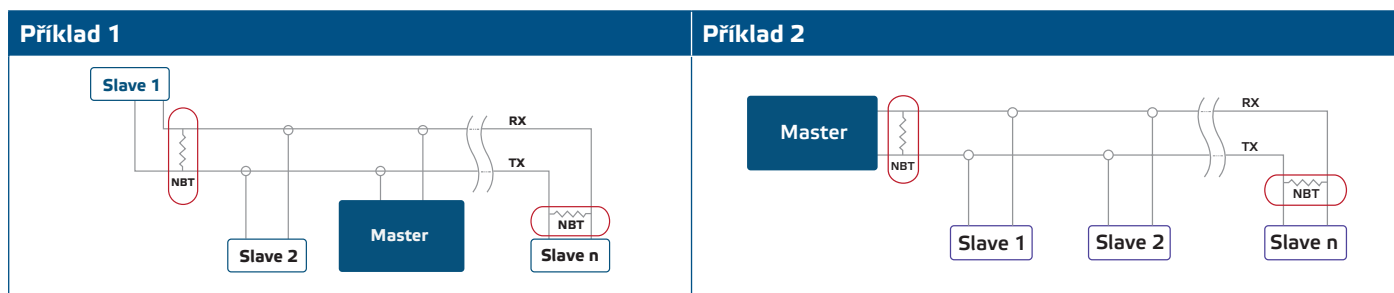 Příklad 1
Slave 1
RX
TX
NBT
NBT
Master
Slave 2
Slave n
Příklad 2
RX
Master
TX
NBT
NBT
Slave 1
Slave 2
Slave n